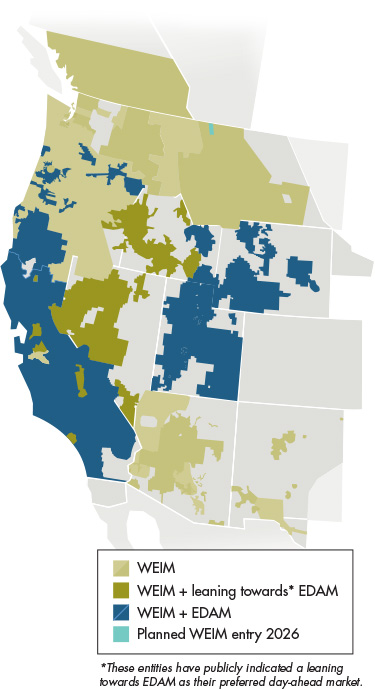 WEIM
WEIM + leaning towards* EDAM
WEIM + EDAM
Planned WEIM entry 2026
*These entities have publicly indicated a leaning
towards EDAM as their preferred day-ahead market.